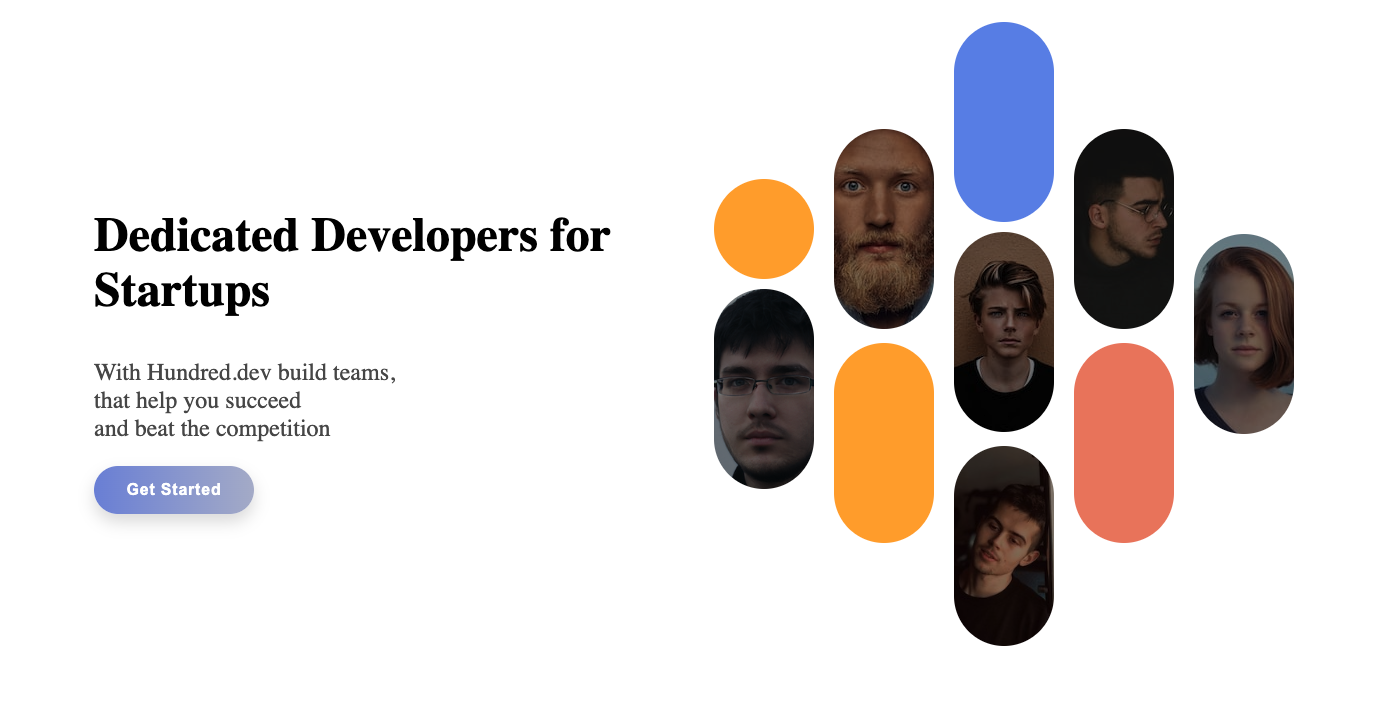 Dedicated Developers for
Startups
With Hundred.dev build teams,
that help you succeed
and beat the competition
Get Started